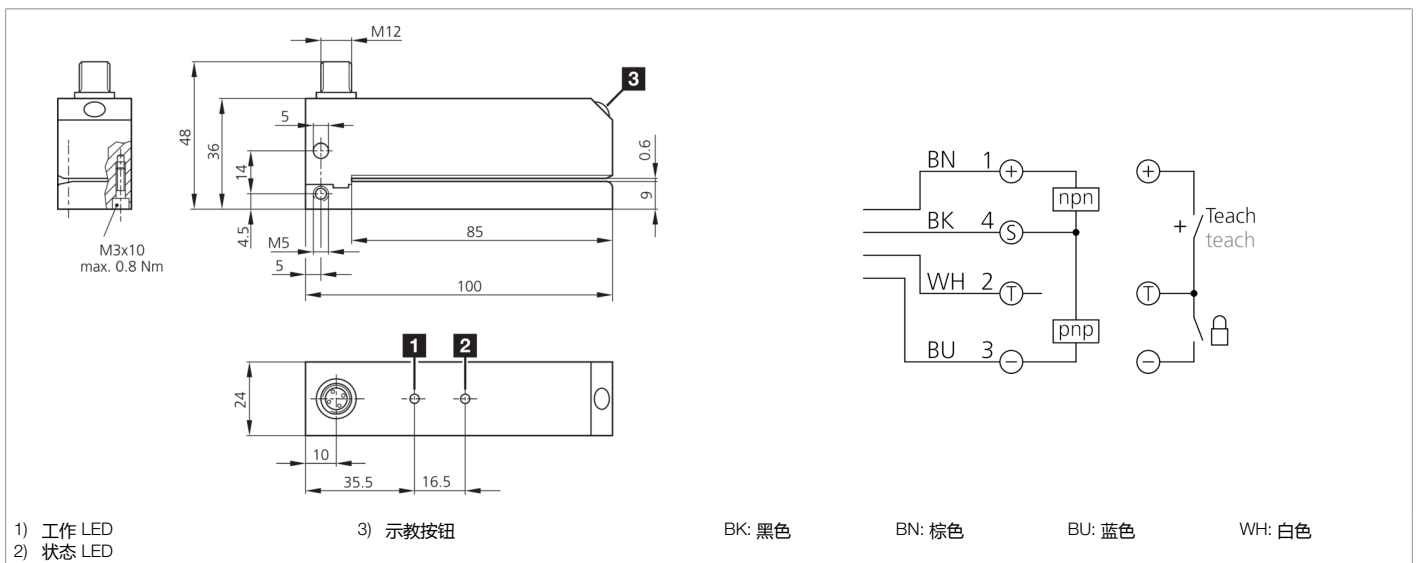 M12
3
5
48
36
14
0.6
9
4.5
M5
5
85
100
M3x10
max. 0.8 Nm
1
2
24
10
35.5
16.5
BN 1 +
npn
BK 4 S
WH 2 T
pnp
BU 3 −
+
+ Teach
teach
T
−
1) 工作 LED
2) 状态 LED
3) 示教按钮
BK: 黑色
BN: 棕色
BU: 蓝色
WH: 白色